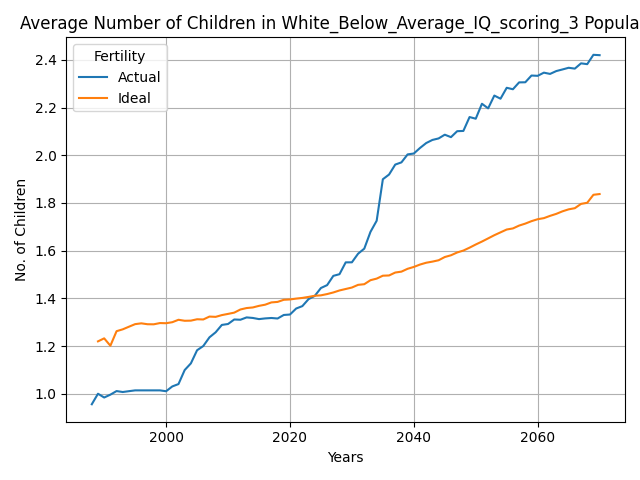 Average Number of Children in White_Below_Average_IQ_scoring_3 Popula
Fertility
Actual
Ideal
2.4
2.2
2.0
1.8
1.6
1.4
1.2
1.0
No. of Children
2000 2020 2040 2060
Years